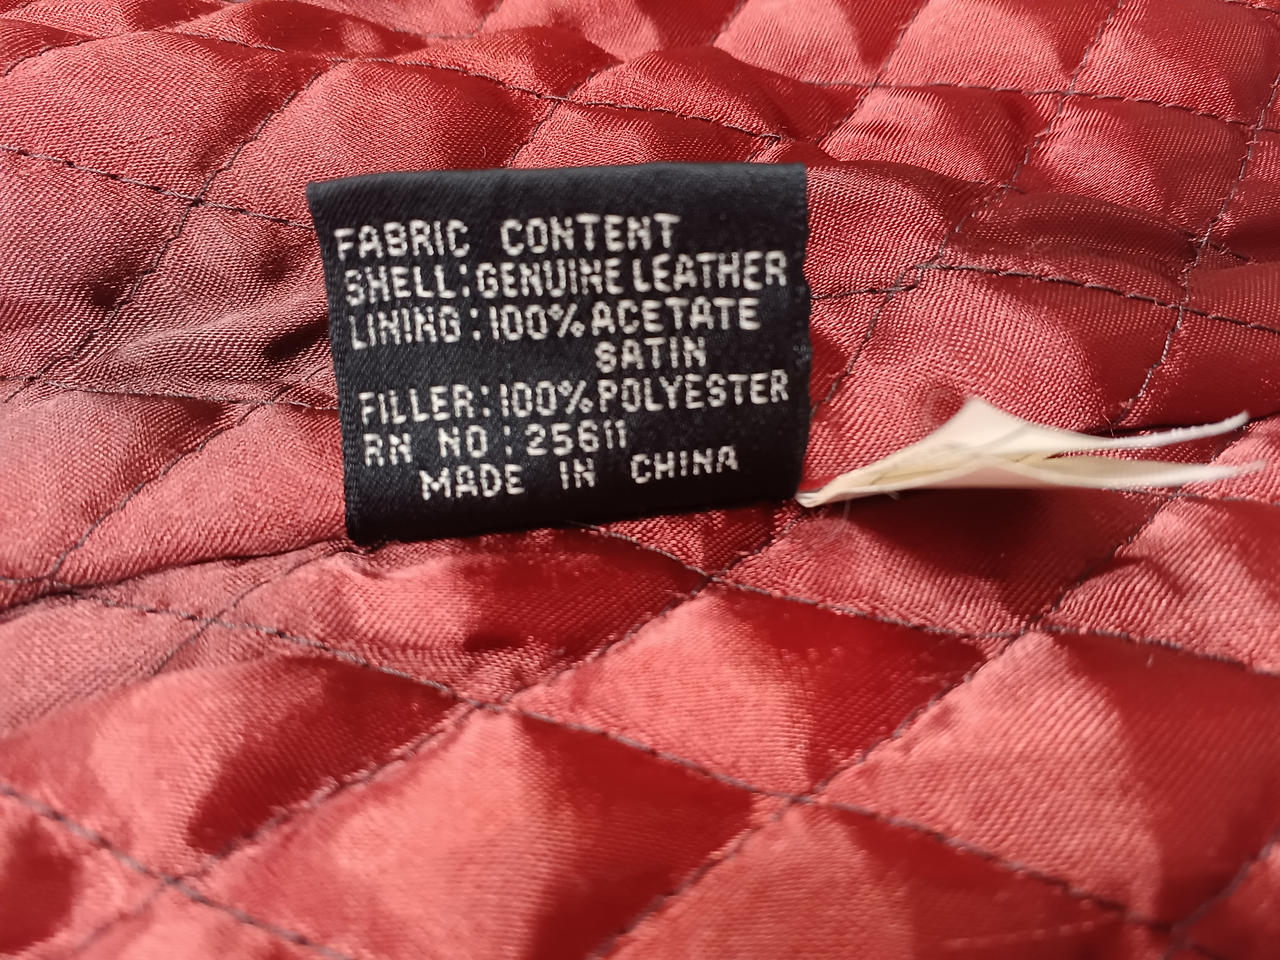 FABRIC CONTENT
SHELL:GENUINE LEATHER
LINING:100% ACETATE
SATIN
FILLER:100% POLYESTER
RN NO:25611
MADE IN CHINA